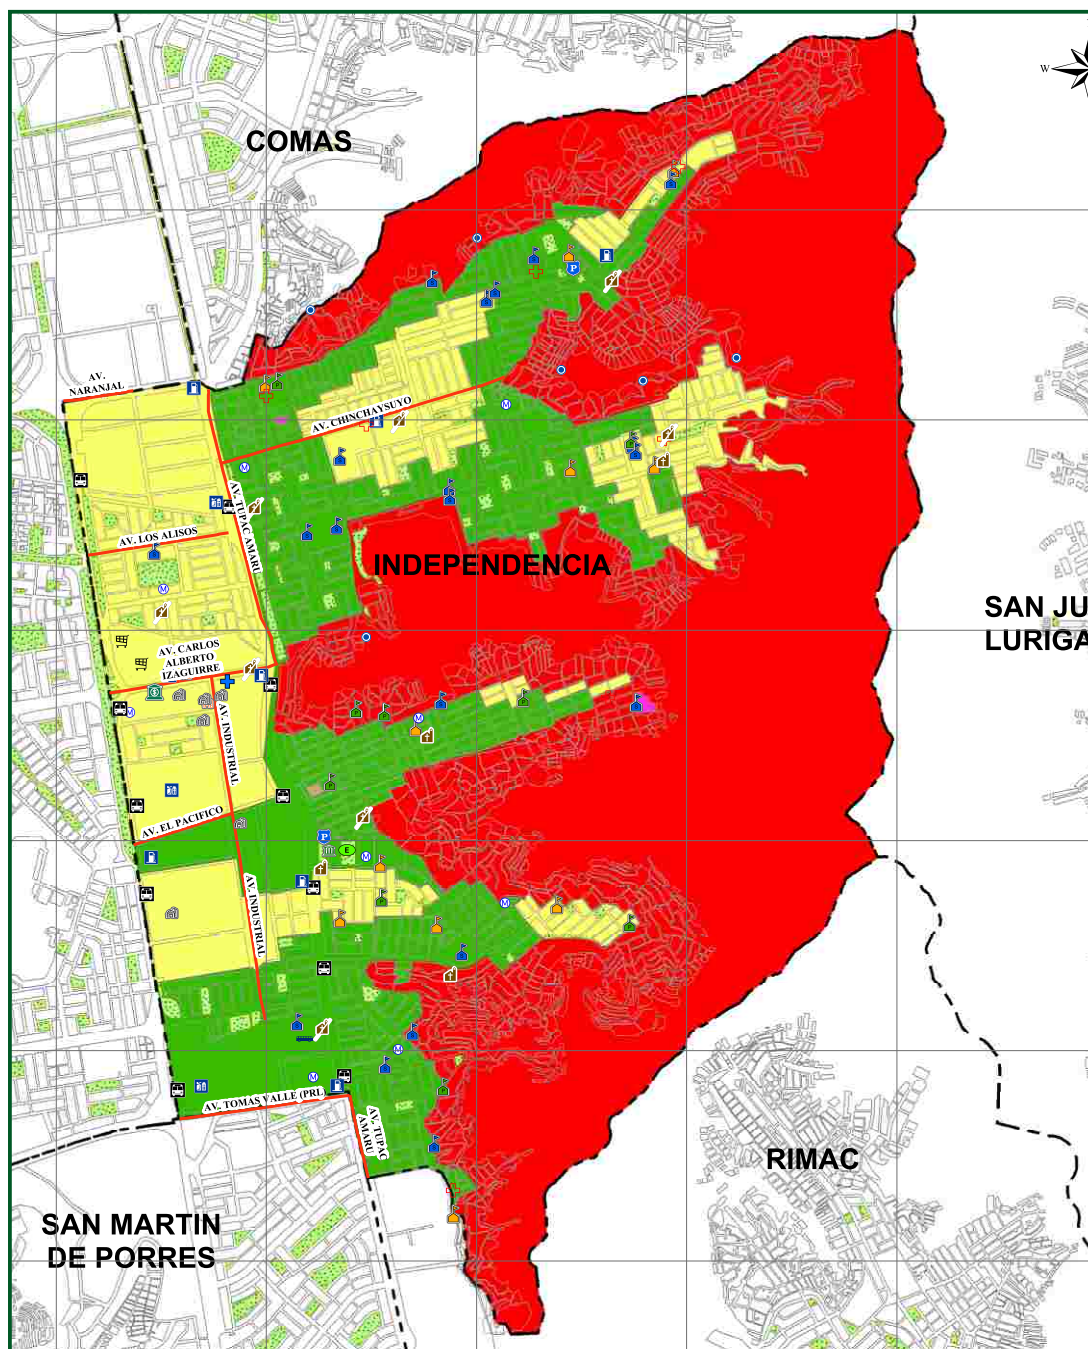 W
COMAS
AV.
NARANJAL
AV. CHINCHAYSUYO
AV. TUPAC AMARU
AV. LOS ALISOS
INDEPENDENCIA
SAN JU
LURIGA
AV. CARLOS
ALBERTO
IZAGUIRRE
AV. INDUSTRIAL
AV. EL PACIFICO
AV. INDUSTRIAL
AV. TOMAS VALLE (PRL
AV. TUPAC
AMARU
RIMAC
SAN MARTIN
DE PORRES
P
M
M
M
M
M
P
E
M
M
M
M